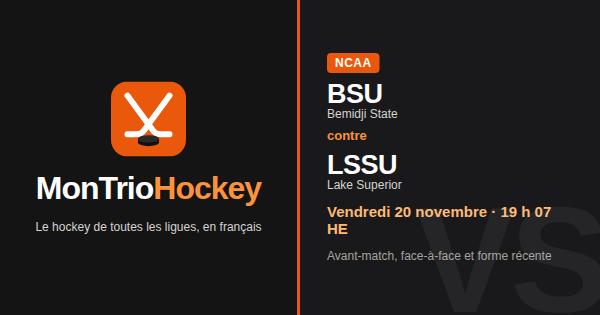 MonTrioHockey
Le hockey de toutes les ligues, en français
NCAA
BSU
Bemidji State
contre
LSSU
Lake Superior
Vendredi 20 novembre · 19 h 07
HE
Avant-match, face-à-face et forme récente
VS